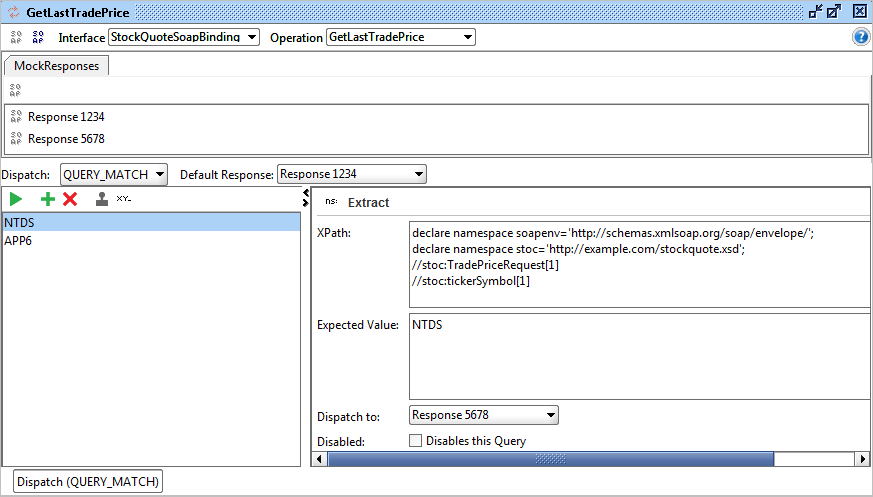 GetLastTradePrice
Interface StockQuoteSoapBinding Operation GetLastTradePrice
MockResponses
Response 1234
Response 5678
Dispatch: QUERY_MATCH Default Response: Response 1234
XY-
ns: Extract
NTDS
APP6
XPath: declare namespace soapenv='http://schemas.xmlsoap.org/soap/envelope/';
declare namespace stoc='http://example.com/stockquote.xsd';
//stoc:TradePriceRequest[1]
//stoc:tickerSymbol[1]
Expected Value: NTDS
Dispatch to: Response 5678
Disabled: Disables this Query
Dispatch (QUERY_MATCH)